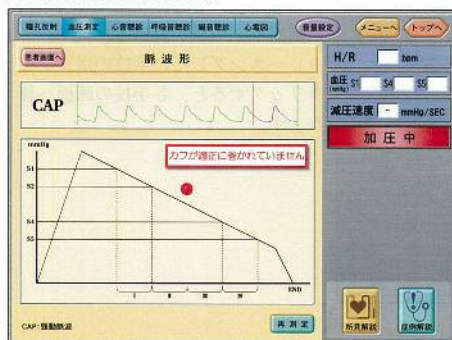 瞳孔反射 血圧測定 心音聴診 呼吸音聴診 腸音聴診 心電図 音量設定 メニューへ トップへ
患者画面へ 脈波形
CAP
mmHg
カフが適正に巻かれていません
S1
S2
S4
S5
I II III IV END
CAP:脈動脈波
再測定
H/R bpm
血圧 (mmHg) S1 S4 S5
減圧速度 - mmHg/SEC
加圧中
所見解説 症例解説